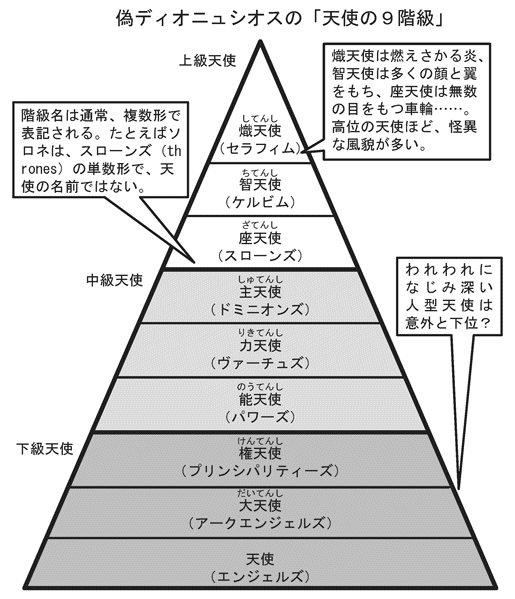 偽ディオニュシオスの「天使の９階級」
上級天使
熾天使は燃えさかる炎、
智天使は多くの顔と翼
をもち、座天使は無数
の目をもつ車輪……。
高位の天使ほど、怪異
な風貌が多い。
階級名は通常、複数形で
表記される。たとえばソ
ロネは、スローンズ（th
rones）の単数形で、天
使の名前ではない。
してんし
熾天使
（セラフィム）
ちてんし
智天使
（ケルビム）
ざてんし
座天使
（スローンズ）
中級天使
しゅてんし
主天使
（ドミニオンズ）
りきてんし
力天使
（ヴァーチュズ）
のうてんし
能天使
（パワーズ）
われわれに
なじみ深い
人型天使は
意外と下位？
下級天使
けんてんし
権天使
（プリンシパリティーズ）
だいてんし
大天使
（アークエンジェルズ）
天使
（エンジェルズ）